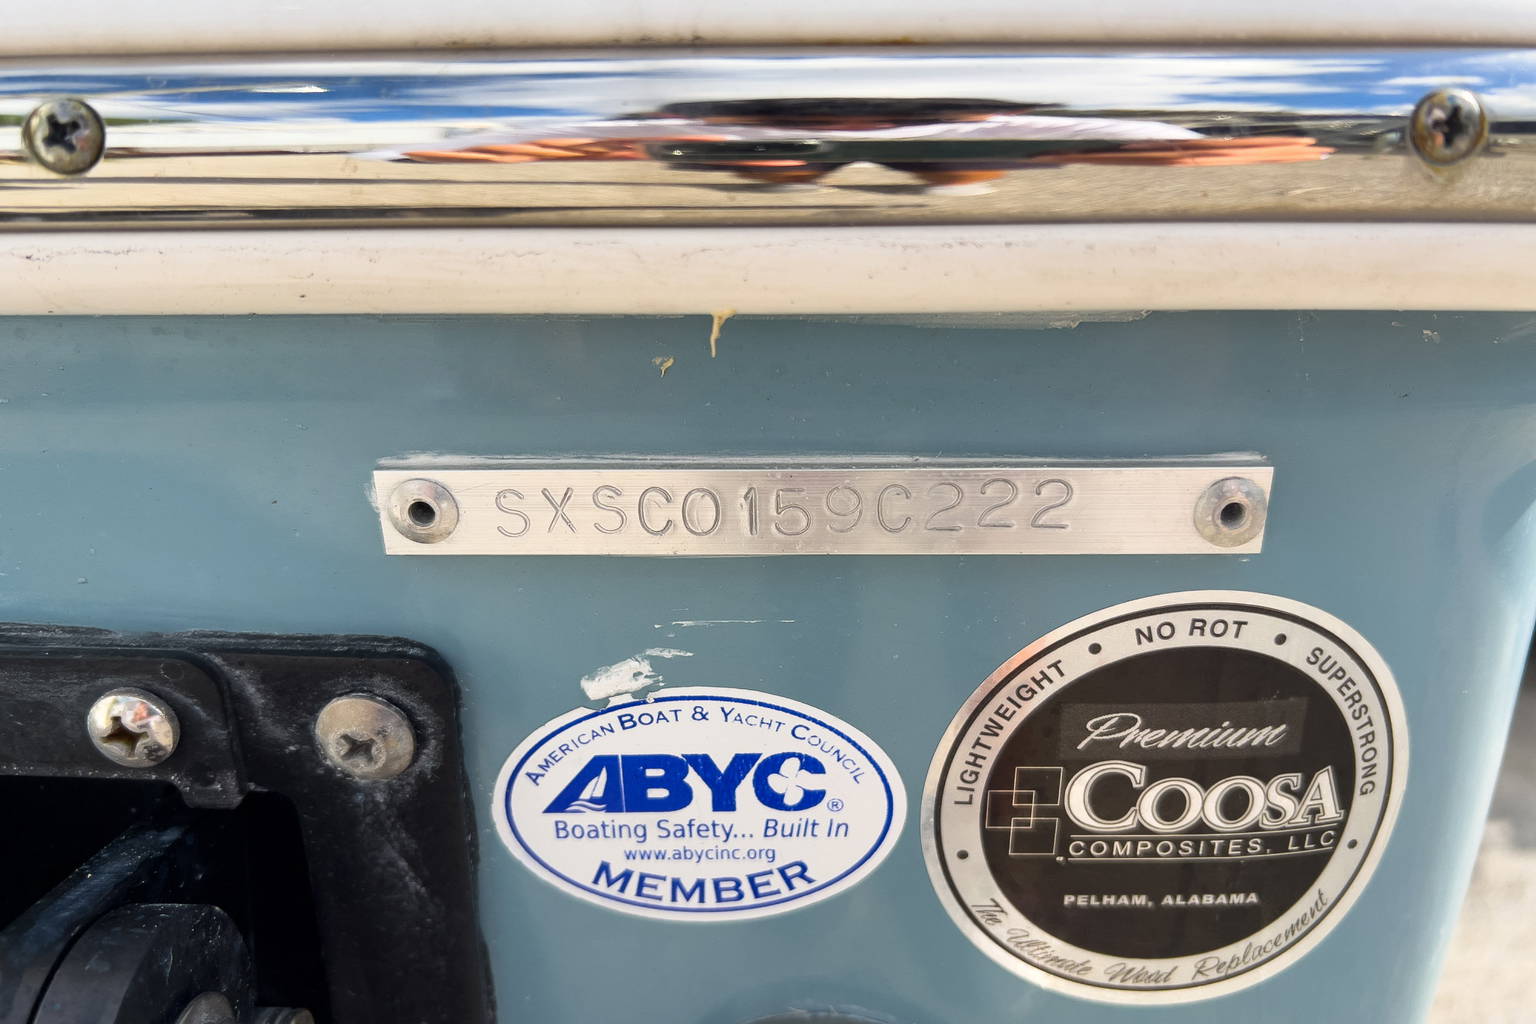 SXSC0159C222
AMERICAN BOAT & YACHT COUNCIL
ABYC®
Boating Safety... Built In
www.abycinc.org
MEMBER
LIGHTWEIGHT • NO ROT • SUPERSTRONG
Premium
COOSA
COMPOSITES, LLC
PELHAM, ALABAMA
The Ultimate Wood Replacement